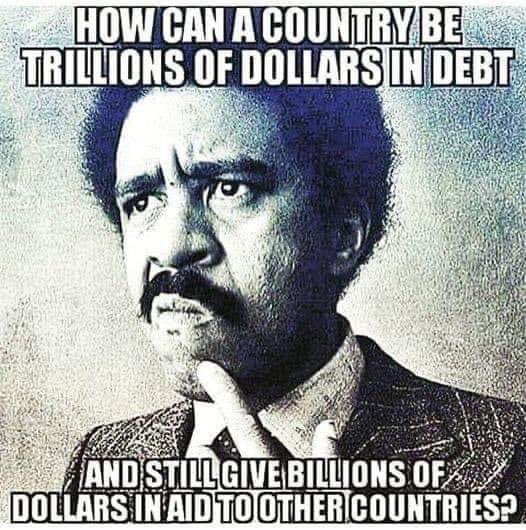 HOW CAN A COUNTRY BE
TRILLIONS OF DOLLARS IN DEBT
AND STILL GIVE BILLIONS OF
DOLLARS IN AID TO OTHER COUNTRIES?